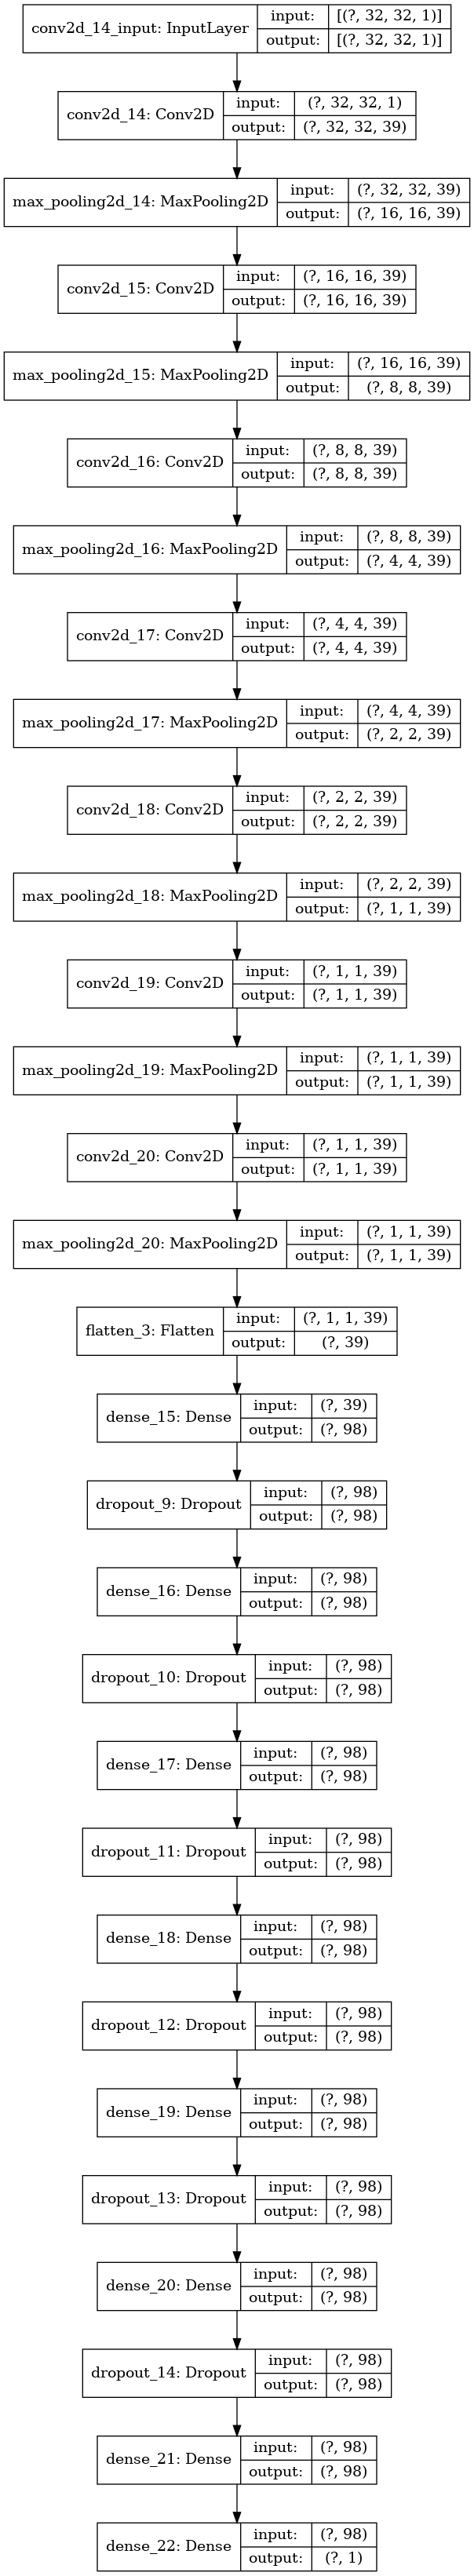 conv2d_14_input: InputLayer
input: [(?, 32, 32, 1)]
output: [(?, 32, 32, 1)]
conv2d_14: Conv2D
input: (?, 32, 32, 1)
output: (?, 32, 32, 39)
max_pooling2d_14: MaxPooling2D
input: (?, 32, 32, 39)
output: (?, 16, 16, 39)
conv2d_15: Conv2D
input: (?, 16, 16, 39)
output: (?, 16, 16, 39)
max_pooling2d_15: MaxPooling2D
input: (?, 16, 16, 39)
output: (?, 8, 8, 39)
conv2d_16: Conv2D
input: (?, 8, 8, 39)
output: (?, 8, 8, 39)
max_pooling2d_16: MaxPooling2D
input: (?, 8, 8, 39)
output: (?, 4, 4, 39)
conv2d_17: Conv2D
input: (?, 4, 4, 39)
output: (?, 4, 4, 39)
max_pooling2d_17: MaxPooling2D
input: (?, 4, 4, 39)
output: (?, 2, 2, 39)
conv2d_18: Conv2D
input: (?, 2, 2, 39)
output: (?, 2, 2, 39)
max_pooling2d_18: MaxPooling2D
input: (?, 2, 2, 39)
output: (?, 1, 1, 39)
conv2d_19: Conv2D
input: (?, 1, 1, 39)
output: (?, 1, 1, 39)
max_pooling2d_19: MaxPooling2D
input: (?, 1, 1, 39)
output: (?, 1, 1, 39)
conv2d_20: Conv2D
input: (?, 1, 1, 39)
output: (?, 1, 1, 39)
max_pooling2d_20: MaxPooling2D
input: (?, 1, 1, 39)
output: (?, 1, 1, 39)
flatten_3: Flatten
input: (?, 1, 1, 39)
output: (?, 39)
dense_15: Dense
input: (?, 39)
output: (?, 98)
dropout_9: Dropout
input: (?, 98)
output: (?, 98)
dense_16: Dense
input: (?, 98)
output: (?, 98)
dropout_10: Dropout
input: (?, 98)
output: (?, 98)
dense_17: Dense
input: (?, 98)
output: (?, 98)
dropout_11: Dropout
input: (?, 98)
output: (?, 98)
dense_18: Dense
input: (?, 98)
output: (?, 98)
dropout_12: Dropout
input: (?, 98)
output: (?, 98)
dense_19: Dense
input: (?, 98)
output: (?, 98)
dropout_13: Dropout
input: (?, 98)
output: (?, 98)
dense_20: Dense
input: (?, 98)
output: (?, 98)
dropout_14: Dropout
input: (?, 98)
output: (?, 98)
dense_21: Dense
input: (?, 98)
output: (?, 98)
dense_22: Dense
input: (?, 98)
output: (?, 1)